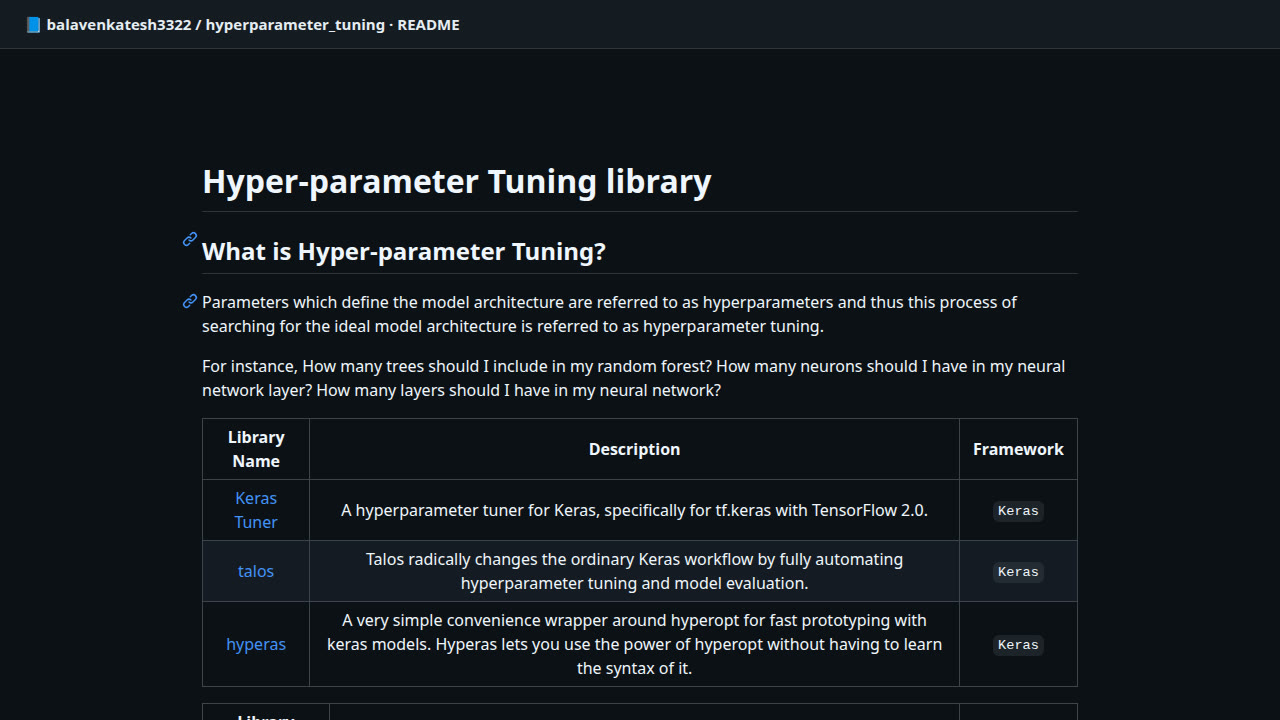 📘 balavenkatesh3322 / hyperparameter_tuning · README
Hyper-parameter Tuning library
What is Hyper-parameter Tuning?
Parameters which define the model architecture are referred to as hyperparameters and thus this process of
searching for the ideal model architecture is referred to as hyperparameter tuning.
For instance, How many trees should I include in my random forest? How many neurons should I have in my neural
network layer? How many layers should I have in my neural network?
Library
Name
Description
Framework
Keras
Tuner
A hyperparameter tuner for Keras, specifically for tf.keras with TensorFlow 2.0.
Keras
talos
Talos radically changes the ordinary Keras workflow by fully automating
hyperparameter tuning and model evaluation.
Keras
hyperas
A very simple convenience wrapper around hyperopt for fast prototyping with
keras models. Hyperas lets you use the power of hyperopt without having to learn
the syntax of it.
Keras
Library